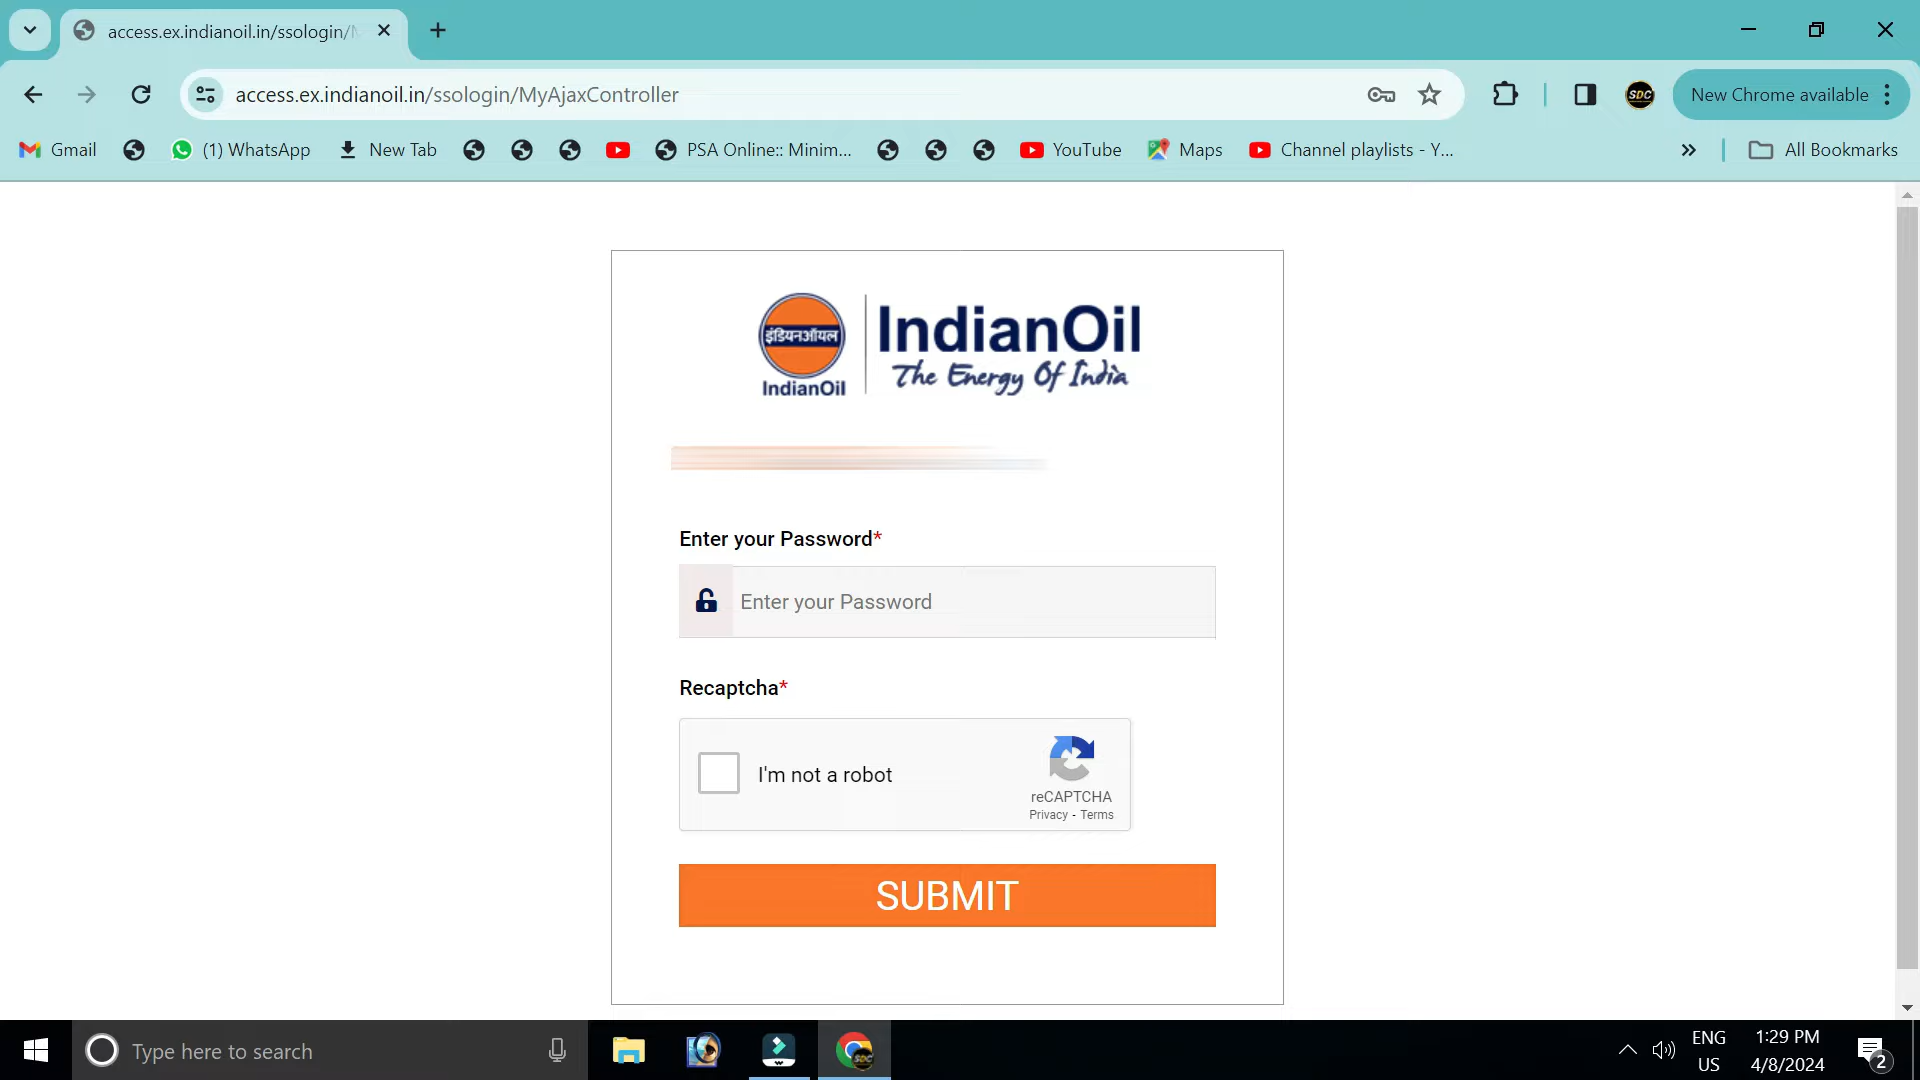 access.ex.indianoil.in/ssologin/
access.ex.indianoil.in/ssologin/MyAjaxController
SDC
New Chrome available
Gmail
(1) WhatsApp
New Tab
PSA Online:: Minim...
YouTube
Maps
Channel playlists - Y...
All Bookmarks
इंडियनऑयल
IndianOil
IndianOil
The Energy Of India
Enter your Password*
Enter your Password
Recaptcha*
I'm not a robot
reCAPTCHA
Privacy - Terms
SUBMIT
Type here to search
SDC
ENG
US
1:29 PM
4/8/2024
2